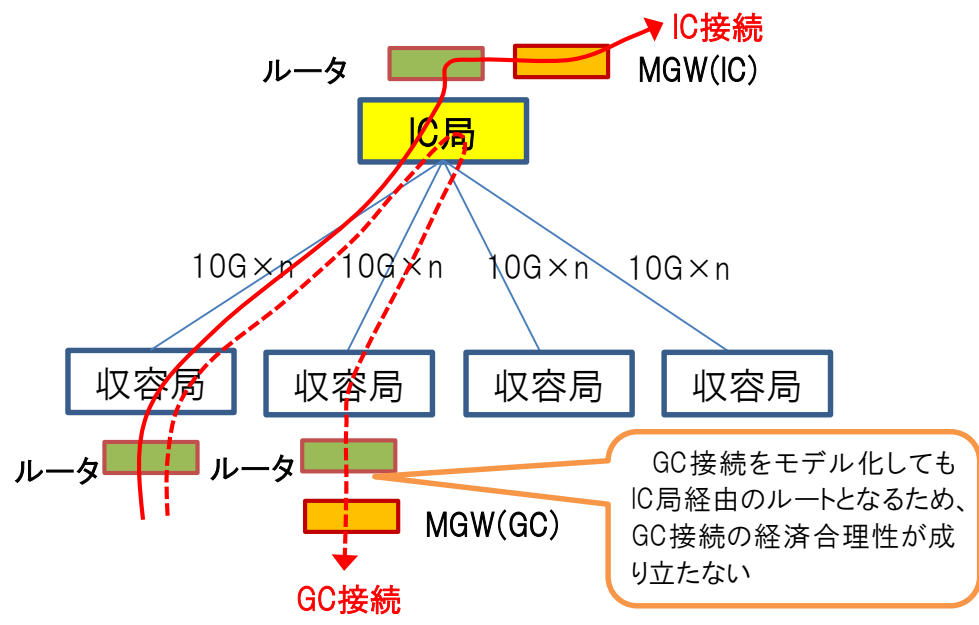 IC接続
ルータ
MGW(IC)
IC局
10G×n
10G×n
10G×n
10G×n
収容局
収容局
収容局
収容局
ルータ
ルータ
MGW(GC)
GC接続
GC接続をモデル化しても
IC局経由のルートとなるため、
GC接続の経済合理性が成
り立たない